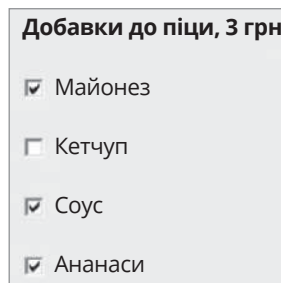 Добавки до піци, 3 грн
Майонез
Кетчуп
Соус
Ананаси